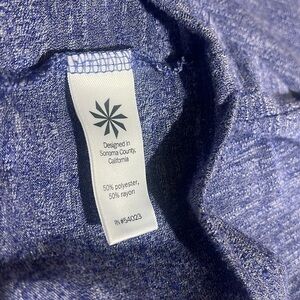 Designed in
Sonoma County,
California
50% polyester,
50% rayon
RN#54023